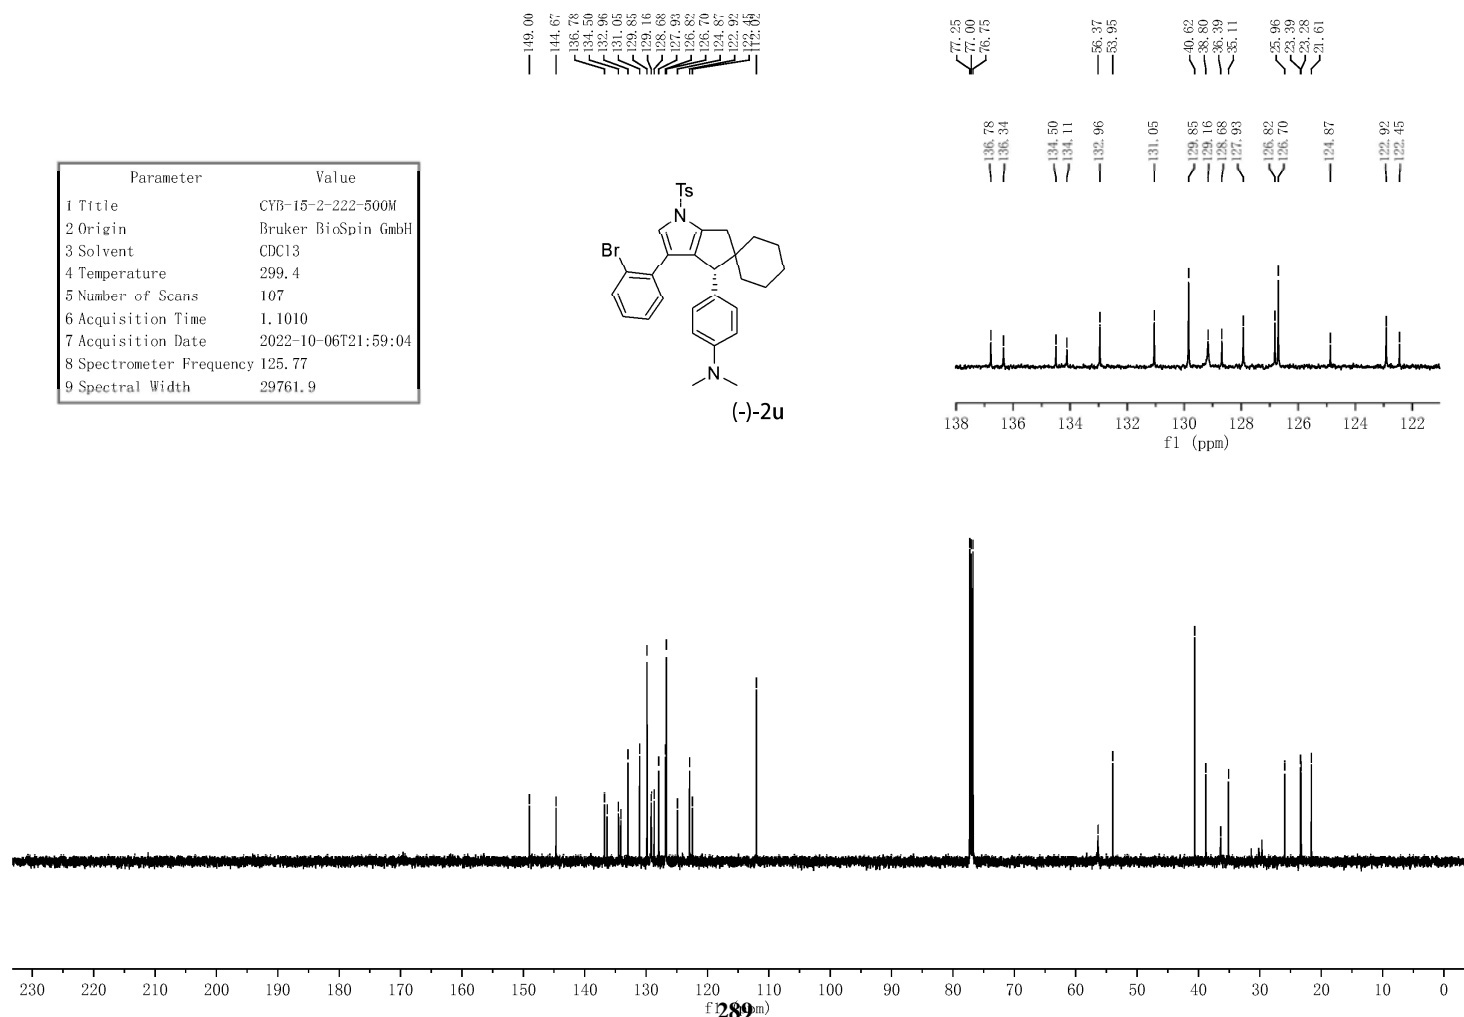 149.00
144.67
136.78
134.50
132.96
131.05
129.85
129.16
128.68
127.93
126.82
126.70
124.87
122.92
122.45
112.02
77.25
77.00
76.75
56.37
53.95
40.62
38.80
36.39
35.11
25.96
23.39
23.28
21.61
136.78
136.34
134.50
134.11
132.96
131.05
129.85
129.16
128.68
127.93
126.82
126.70
124.87
122.92
122.45
Parameter Value
1 Title CYB-15-2-222-500M
2 Origin Bruker BioSpin GmbH
3 Solvent CDCl3
4 Temperature 299.4
5 Number of Scans 107
6 Acquisition Time 1.1010
7 Acquisition Date 2022-10-06T21:59:04
8 Spectrometer Frequency 125.77
9 Spectral Width 29761.9
Ts
N
Br
N
(-)-2u
138 136 134 132 130 128 126 124 122
f1 (ppm)
230 220 210 200 190 180 170 160 150 140 130 120 110 100 90 80 70 60 50 40 30 20 10 0
f1 (ppm)
289